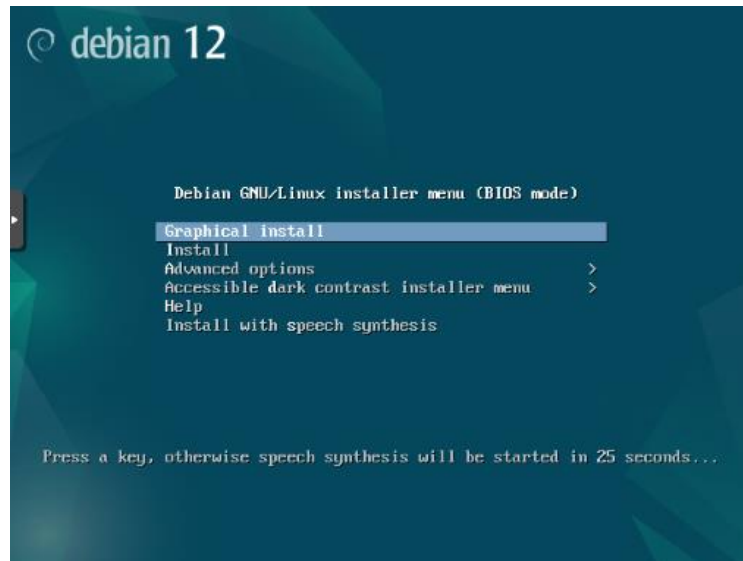 debian 12
Debian GNU/Linux installer menu (BIOS mode)
Graphical install
Install
Advanced options >
Accessible dark contrast installer menu >
Help
Install with speech synthesis
Press a key, otherwise speech synthesis will be started in 25 seconds...